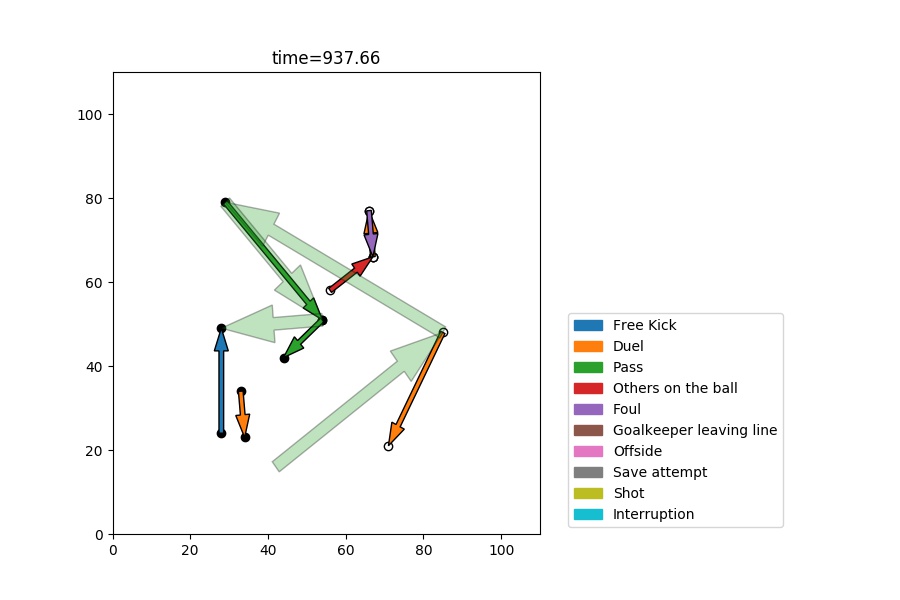 time=937.66
100
80
60
40
20
0
0 20 40 60 80 100
Free Kick
Duel
Pass
Others on the ball
Foul
Goalkeeper leaving line
Offside
Save attempt
Shot
Interruption